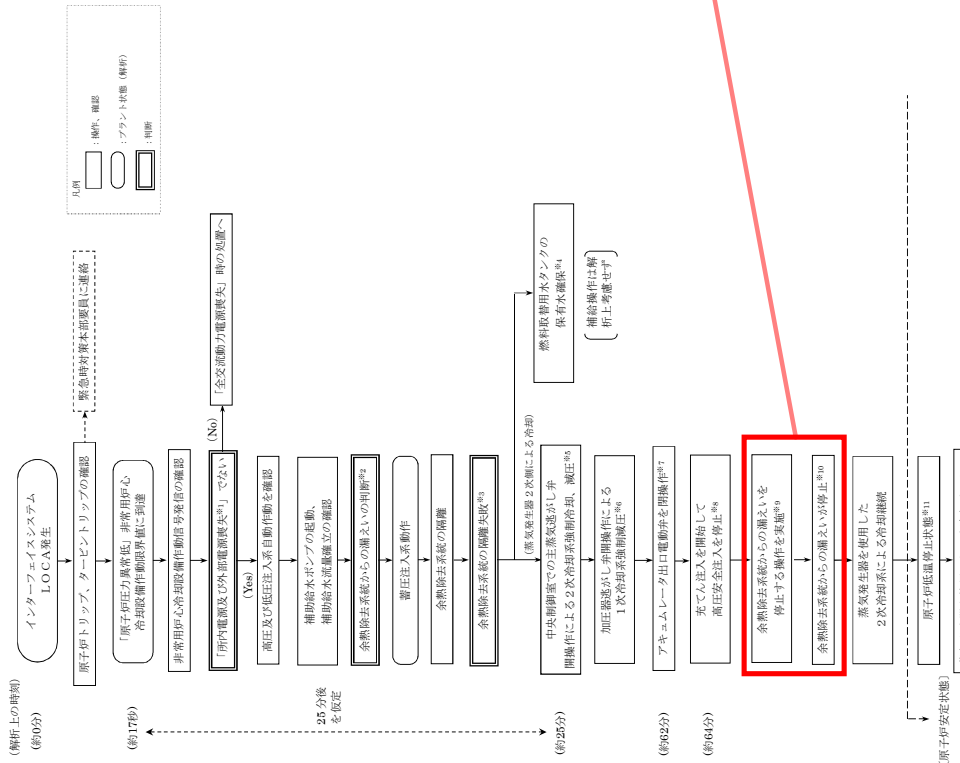 (解析上の時刻)
(約0分)
インターフェイスシステム
LOCA発生
原子炉トリップ、タービントリップの確認
緊急時対策本部要員に連絡
(約17秒)
「原子炉圧力異常低」非常用炉心
冷却設備作動限界値に到達
非常用炉心冷却設備作動信号発信の確認
「所内電源及び外部電源喪失※1」でない
(No)
「全交流動力電源喪失」時の処置へ
(Yes)
高圧及び低圧注入系自動作動を確認
補助給水ポンプの起動、
補助給水流量確立の確認
25分後
を仮定
余熱除去系統からの漏えいの判断※2
蓄圧注入系動作
余熱除去系統の隔離
余熱除去系統の隔離失敗※3
(蒸気発生器2次側による冷却)
燃料取替用水タンクの
保有水確保※4
補給操作は解
析上考慮せず
(約25分)
中央制御室での主蒸気逃がし弁
開操作による2次冷却系強制冷却、減圧※5
加圧器逃がし弁開操作による
1次冷却系強制減圧※6
(約62分)
アキュムレータ出口電動弁を閉操作※7
(約64分)
充てん注入を開始して
高圧安全注入を停止※8
余熱除去系統からの漏えいを
停止する操作を実施※9
余熱除去系統からの漏えいが停止※10
蒸気発生器を使用した
2次冷却系による冷却継続
原子炉低温停止状態※11
[原子炉安定状態]
凡例
:操作、確認
:プラント状態(解析)
:判断